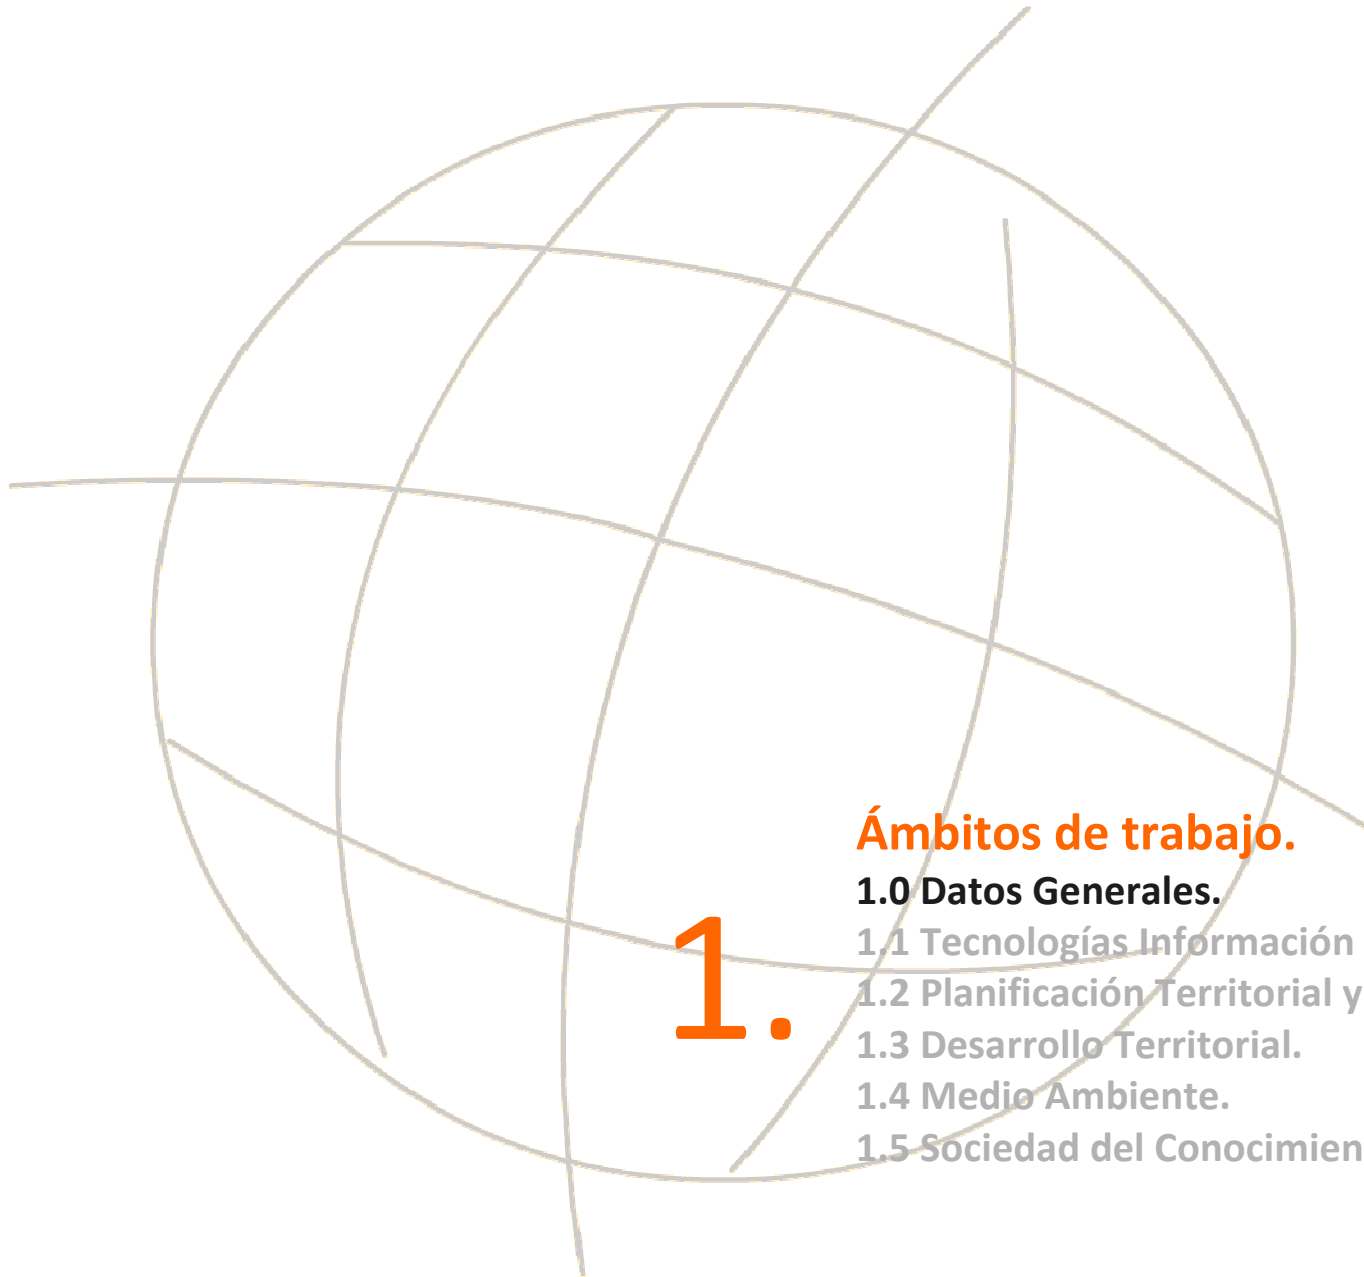 Ámbitos de trabajo.
1.0 Datos Generales.
1.
1.1 Tecnologías Información
1.2 Planificación Territorial y
1.3 Desarrollo Territorial.
1.4 Medio Ambiente.
1.5 Sociedad del Conocimien